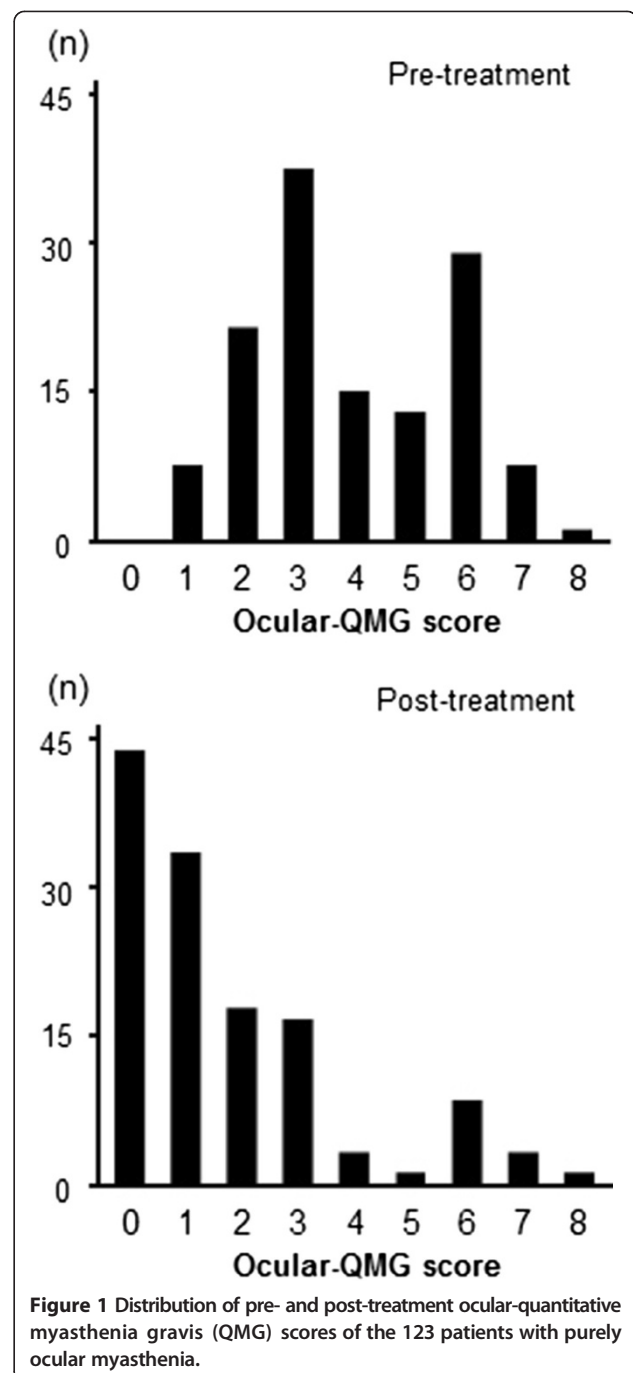 (n)
Pre-treatment
45
30
15
0
0 1 2 3 4 5 6 7 8
Ocular-QMG score
(n)
Post-treatment
45
30
15
0
0 1 2 3 4 5 6 7 8
Ocular-QMG score
Figure 1 Distribution of pre- and post-treatment ocular-quantitative
myasthenia gravis (QMG) scores of the 123 patients with purely
ocular myasthenia.